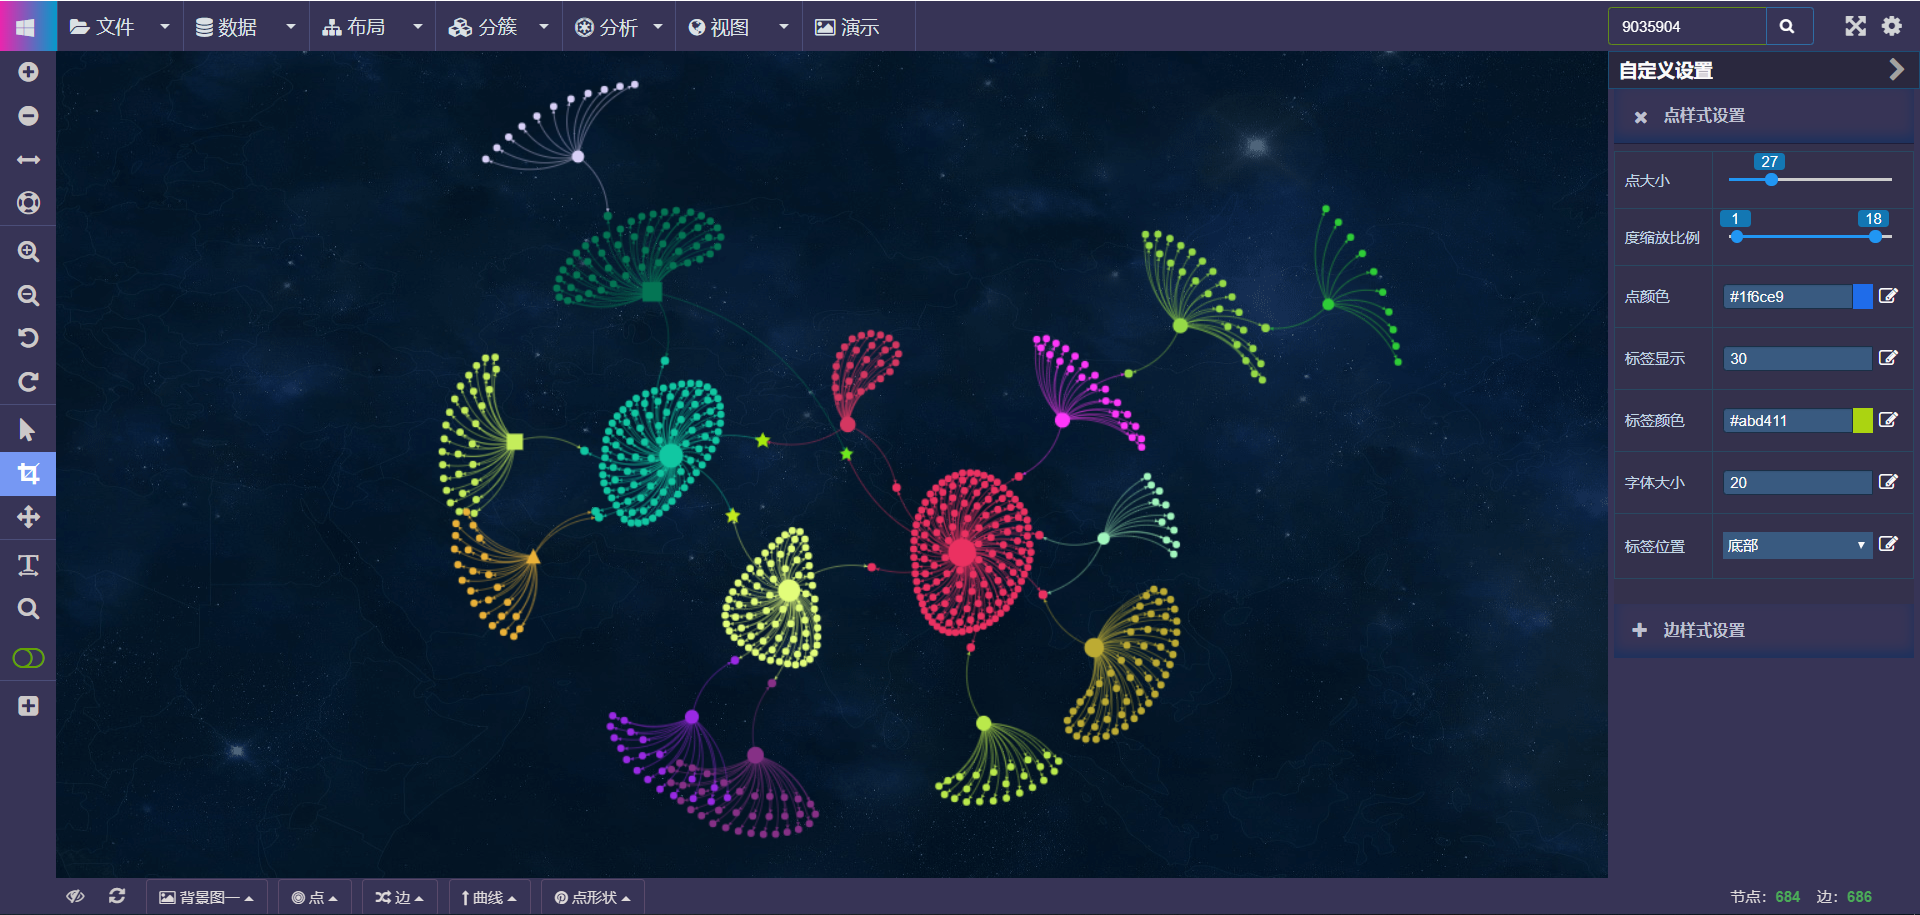 文件 数据 布局 分簇 分析 视图 演示 9035904
自定义设置
点样式设置
点大小 27
度缩放比例 1 18
点颜色 #1f6ce9
标签显示 30
标签颜色 #abd411
字体大小 20
标签位置 底部
边样式设置
背景图一 点 边 曲线 点形状 节点：684 边：686